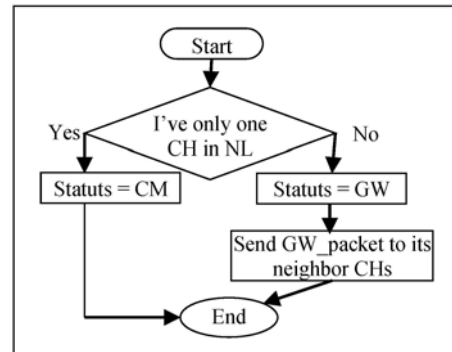 Start
I've only one
CH in NL
Yes
No
Statuts = CM
Statuts = GW
Send GW_packet to its
neighbor CHs
End